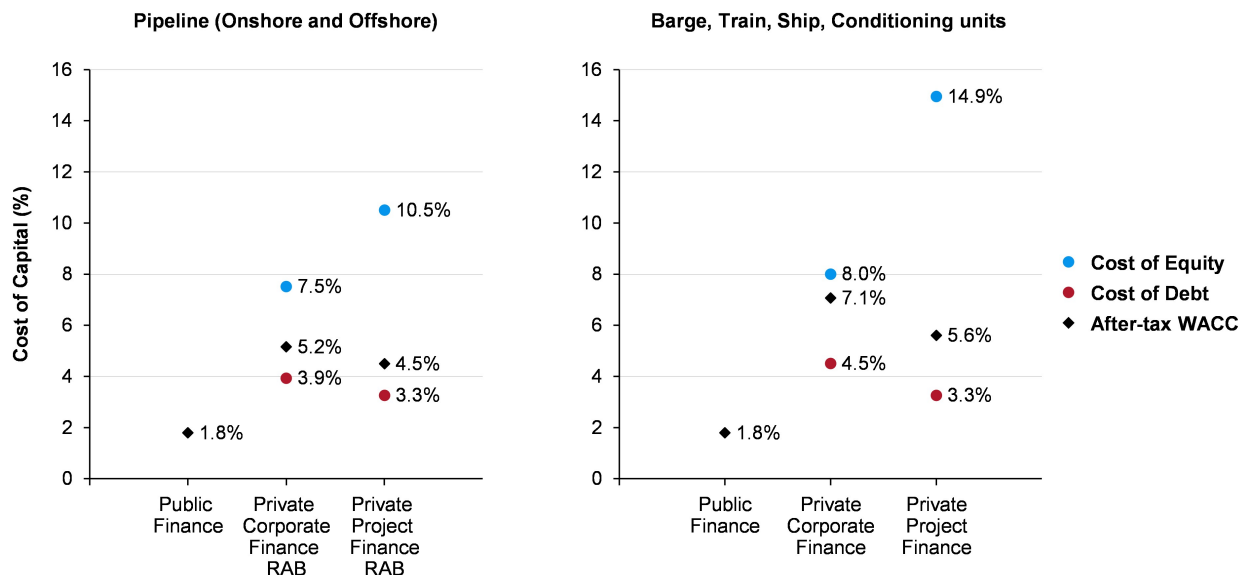 Pipeline (Onshore and Offshore)
Cost of Capital (%)
16
14
12
10
8
6
4
2
0
10.5%
7.5%
5.2%
4.5%
3.9%
3.3%
1.8%
Public
Finance
Private
Corporate
Finance
RAB
Private
Project
Finance
RAB
Barge, Train, Ship, Conditioning units
16
14
12
10
8
6
4
2
0
14.9%
8.0%
7.1%
5.6%
4.5%
3.3%
1.8%
Public
Finance
Private
Corporate
Finance
Private
Project
Finance
Cost of Equity
Cost of Debt
After-tax WACC